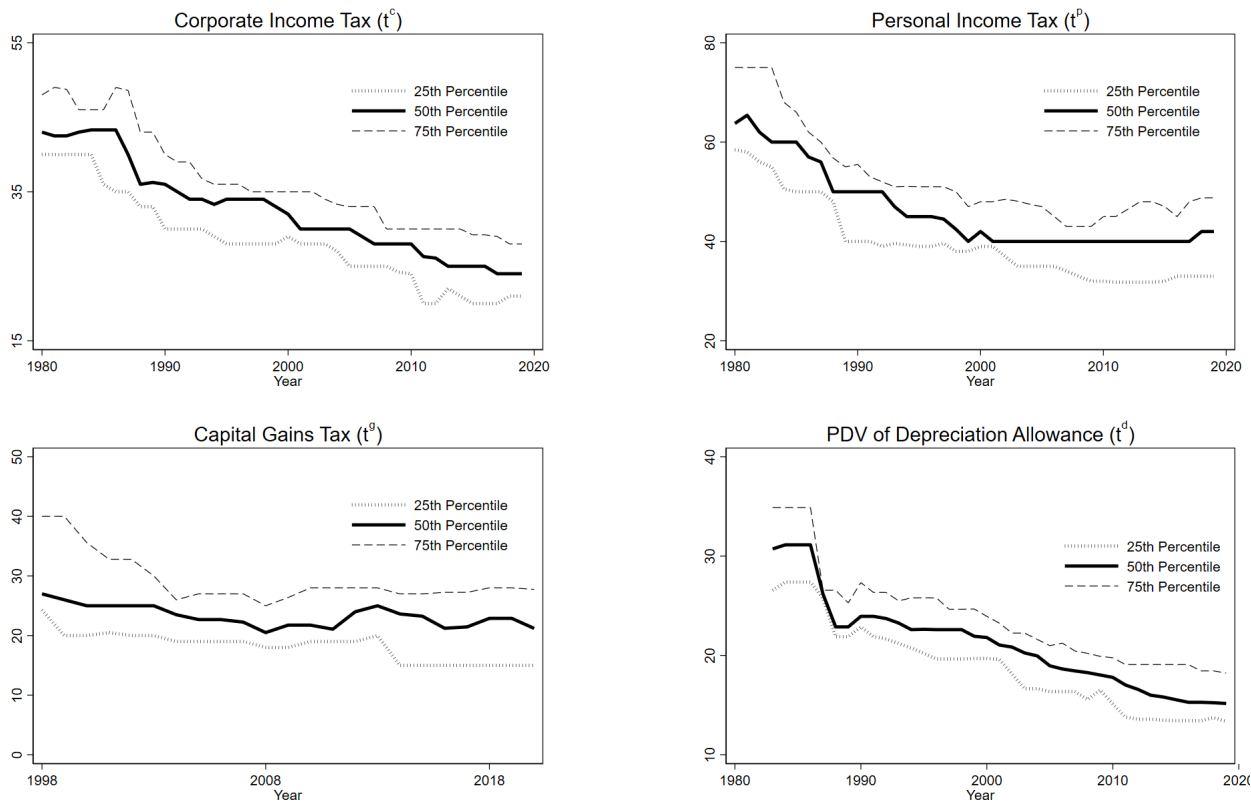 Corporate Income Tax (t^c)
55
35
15
25th Percentile
50th Percentile
75th Percentile
1980 1990 2000 2010 2020
Year
Personal Income Tax (t^p)
80
60
40
20
25th Percentile
50th Percentile
75th Percentile
1980 1990 2000 2010 2020
Year
Capital Gains Tax (t^g)
50
40
30
20
10
0
25th Percentile
50th Percentile
75th Percentile
1998 2008 2018
Year
PDV of Depreciation Allowance (t^d)
40
30
20
10
25th Percentile
50th Percentile
75th Percentile
1980 1990 2000 2010 2020
Year